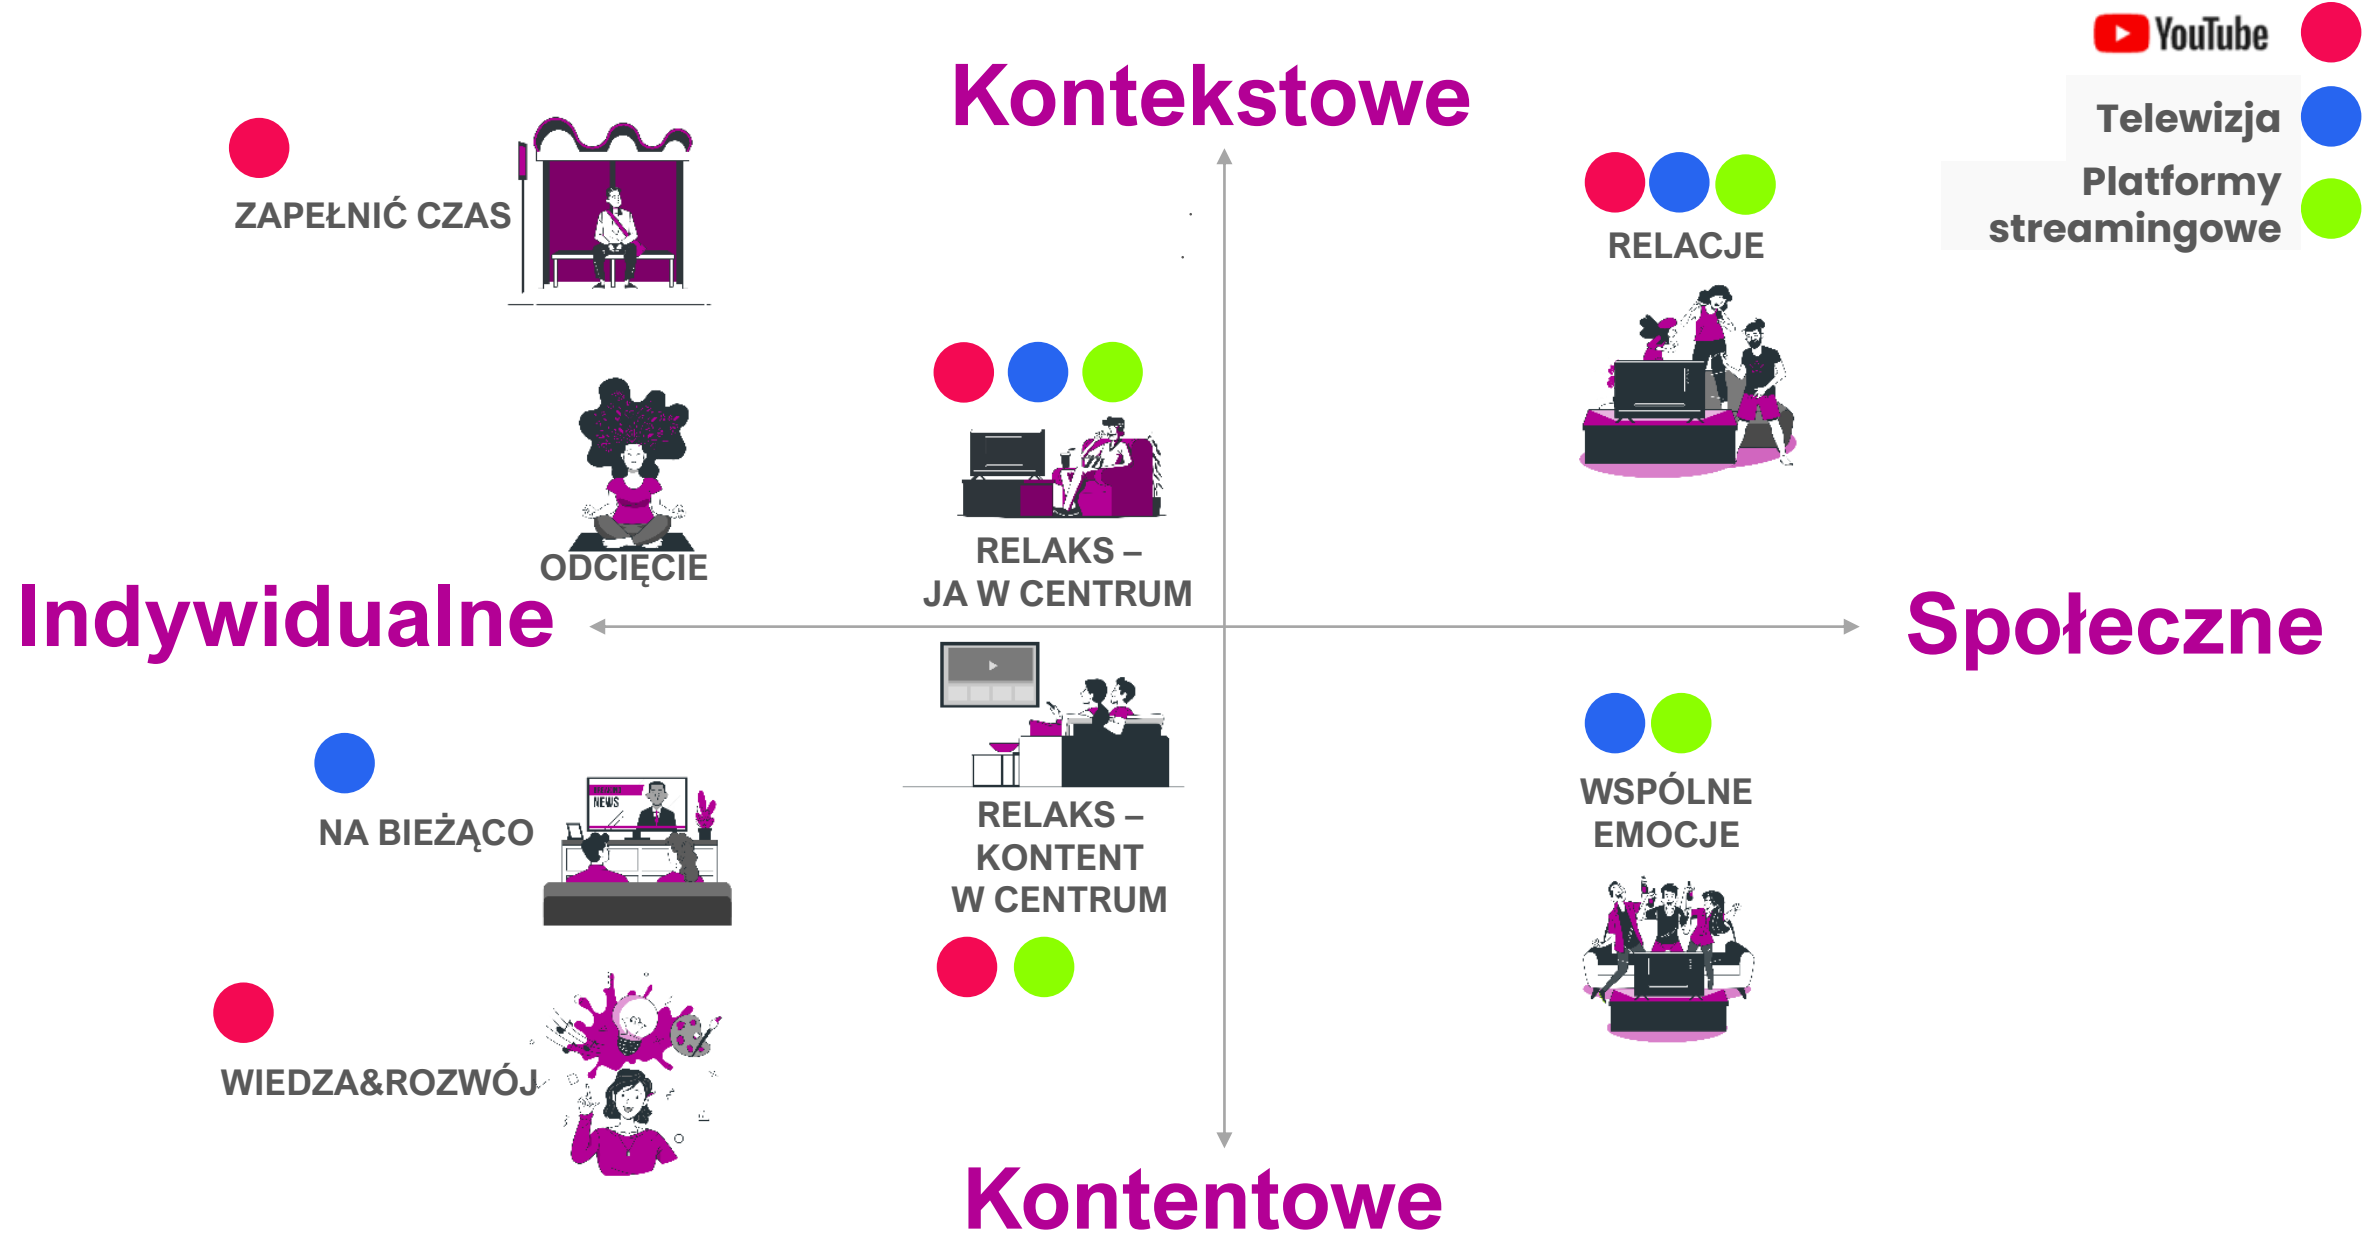 YouTube
Telewizja
Platformy
streamingowe
Kontekstowe
ZAPEŁNIĆ CZAS
RELACJE
ODCIĘCIE
RELAKS –
JA W CENTRUM
Indywidualne
Społeczne
NA BIEŻĄCO
NEWS
RELAKS –
KONTENT
W CENTRUM
WSPÓLNE
EMOCJE
WIEDZA&ROZWÓJ
Kontentowe